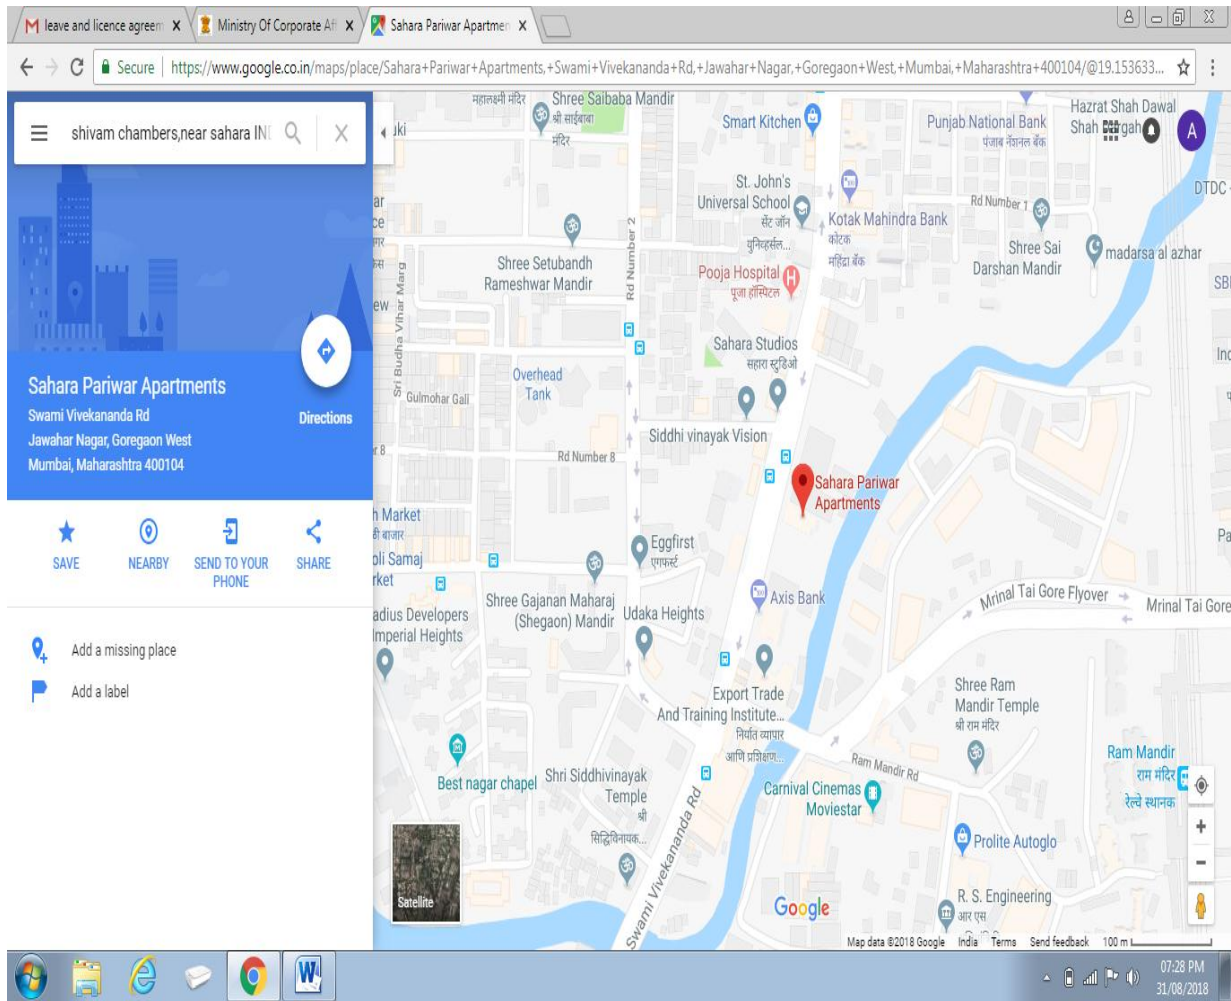 leave and licence agreem
Ministry Of Corporate Aff
Sahara Pariwar Apartmen
Secure
https://www.google.co.in/maps/place/Sahara+Pariwar+Apartments,+Swami+Vivekananda+Rd,+Jawahar+Nagar,+Goregaon+West,+Mumbai,+Maharashtra+400104/@19.153633...
shivam chambers,near sahara IN
Sahara Pariwar Apartments
Swami Vivekananda Rd
Jawahar Nagar, Goregaon West
Mumbai, Maharashtra 400104
Directions
SAVE
NEARBY
SEND TO YOUR
PHONE
SHARE
Add a missing place
Add a label
Satellite
महालक्ष्मी मंदिर
Shree Saibaba Mandir
श्री साईबाबा
मंदिर
Smart Kitchen
Punjab National Bank
पंजाब नॅशनल बँक
Hazrat Shah Dawal
Shah Dargah
A
DTDC
St. John's
Universal School
सेंट जॉन
युनिव्हर्सल...
Kotak Mahindra Bank
कोटक
महिंद्रा बँक
Rd Number 1
Shree Sai
Darshan Mandir
madarsa al azhar
Shree Setubandh
Rameshwar Mandir
Rd Number 2
Pooja Hospital
पूजा हॉस्पिटल
Sri Budha Vihar Marg
Sahara Studios
सहारा स्टुडिओ
Overhead
Tank
Gulmohar Gali
Siddhi vinayak Vision
Rd Number 8
Sahara Pariwar
Apartments
Eggfirst
एगफर्स्ट
Shree Gajanan Maharaj
(Shegaon) Mandir
Udaka Heights
Axis Bank
Mrinal Tai Gore Flyover
Mrinal Tai Gore
adius Developers
Imperial Heights
Export Trade
And Training Institute...
निर्यात व्यापार
आणि प्रशिक्षण...
Shree Ram
Mandir Temple
श्री राम मंदिर
Ram Mandir
राम मंदिर
रेल्वे स्थानक
Best nagar chapel
Shri Siddhivinayak
Temple
श्री
सिद्धिविनायक...
Ram Mandir Rd
Carnival Cinemas
Moviestar
Prolite Autoglo
Swami Vivekananda Rd
R. S. Engineering
आर एस
Google
Map data ©2018 Google India Terms Send feedback 100 m
07:28 PM
31/08/2018